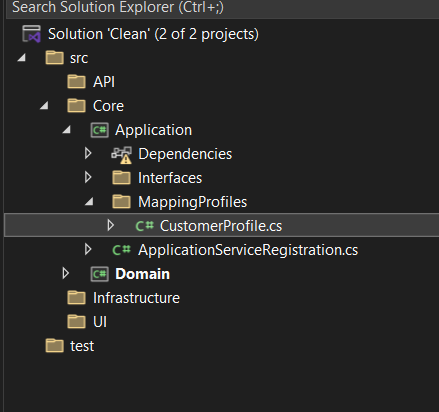 Search Solution Explorer (Ctrl+;)
Solution 'Clean' (2 of 2 projects)
src
API
Core
C# Application
Dependencies
Interfaces
MappingProfiles
C# CustomerProfile.cs
C# ApplicationServiceRegistration.cs
C# Domain
Infrastructure
UI
test